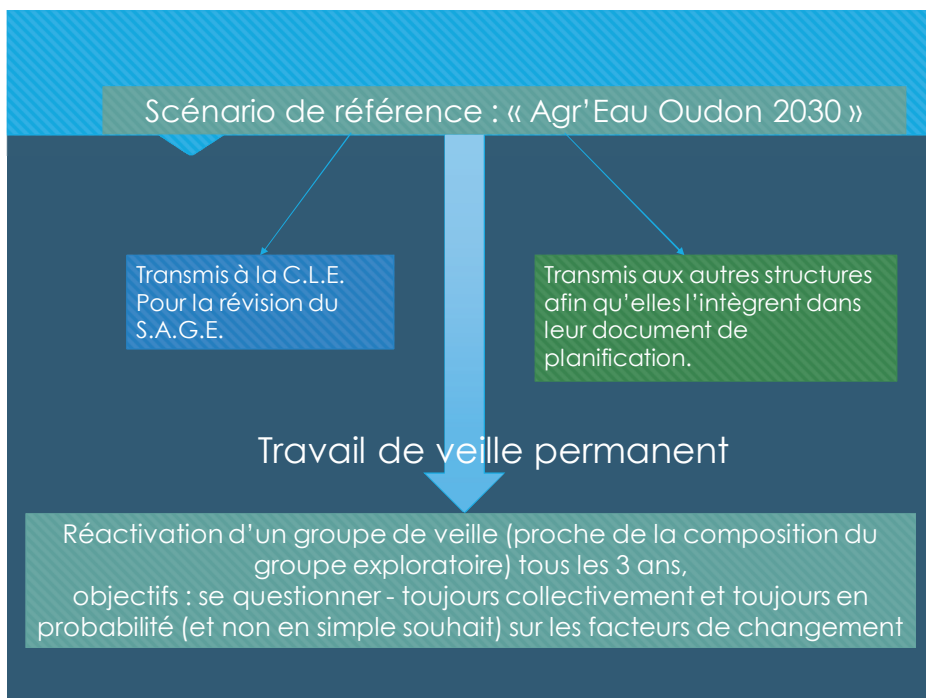 Scénario de référence : « Agr’Eau Oudon 2030 »
Transmis à la C.L.E.
Pour la révision du
S.A.G.E.
Transmis aux autres structures
afin qu’elles l’intègrent dans
leur document de
planification.
Travail de veille permanent
Réactivation d’un groupe de veille (proche de la composition du
groupe exploratoire) tous les 3 ans,
objectifs : se questionner - toujours collectivement et toujours en
probabilité (et non en simple souhait) sur les facteurs de changement